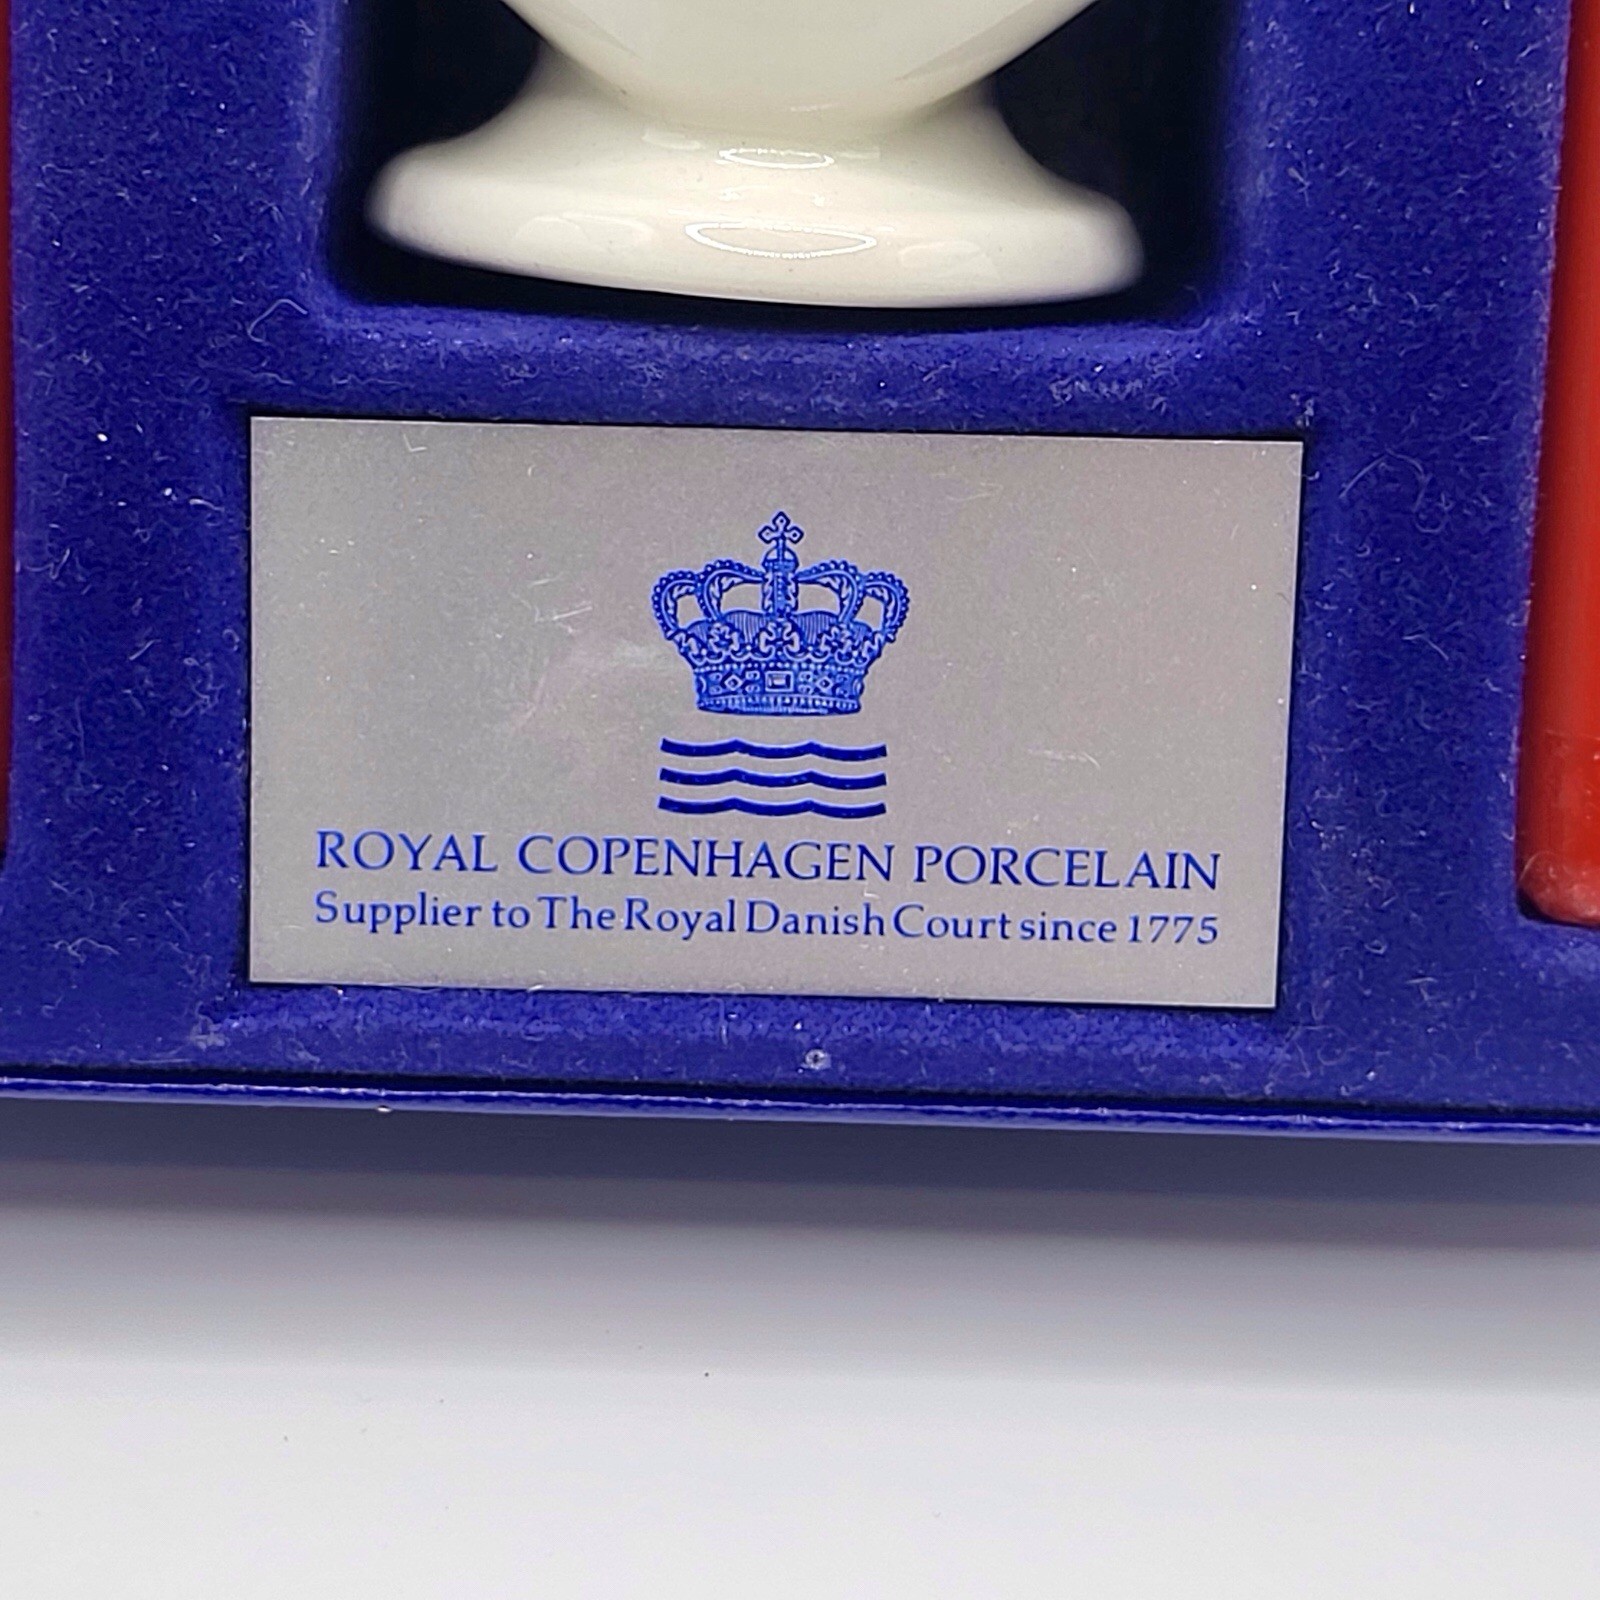 ROYAL COPENHAGEN PORCELAIN
Supplier to The Royal Danish Court since 1775